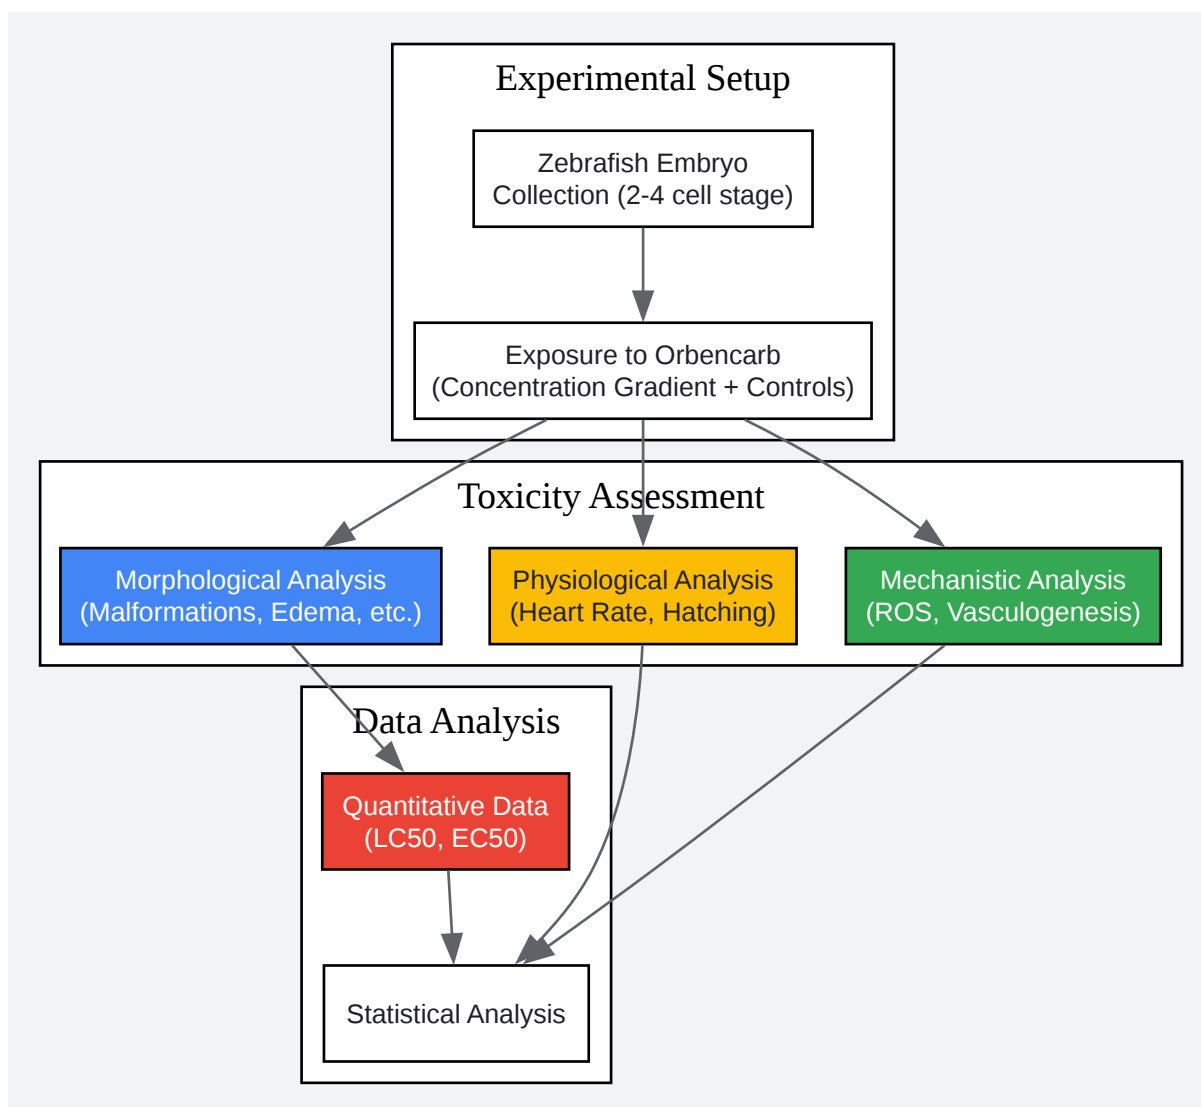 Experimental Setup
Zebrafish Embryo
Collection (2-4 cell stage)
Exposure to Orbencarb
(Concentration Gradient + Controls)
Toxicity Assessment
Morphological Analysis
(Malformations, Edema, etc.)
Physiological Analysis
(Heart Rate, Hatching)
Mechanistic Analysis
(ROS, Vasculogenesis)
Data Analysis
Quantitative Data
(LC50, EC50)
Statistical Analysis